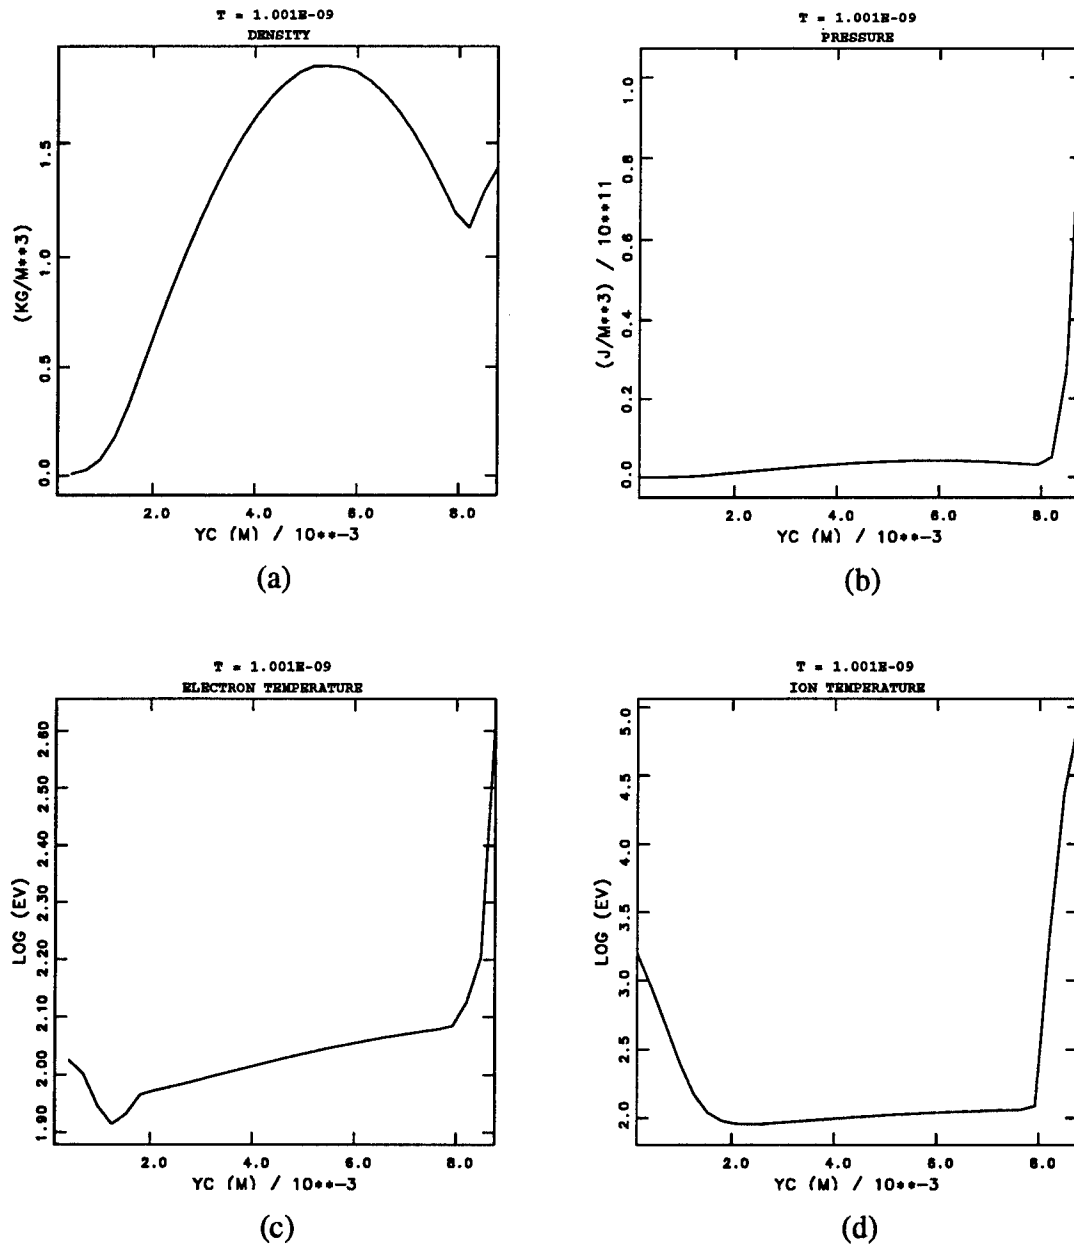 T = 1.001E-09
DENSITY
(KG/M**3)
1.5
1.0
0.5
0.0
2.0 4.0 6.0 8.0
YC (M) / 10**-3
(a)
T = 1.001E-09
PRESSURE
(J/M**3) / 10**11
1.0
0.8
0.6
0.4
0.2
0.0
2.0 4.0 6.0 8.0
YC (M) / 10**-3
(b)
T = 1.001E-09
ELECTRON TEMPERATURE
LOG (EV)
2.60
2.50
2.40
2.30
2.20
2.10
2.00
1.90
2.0 4.0 6.0 8.0
YC (M) / 10**-3
(c)
T = 1.001E-09
ION TEMPERATURE
LOG (EV)
5.0
4.5
4.0
3.5
3.0
2.5
2.0
2.0 4.0 6.0 8.0
YC (M) / 10**-3
(d)